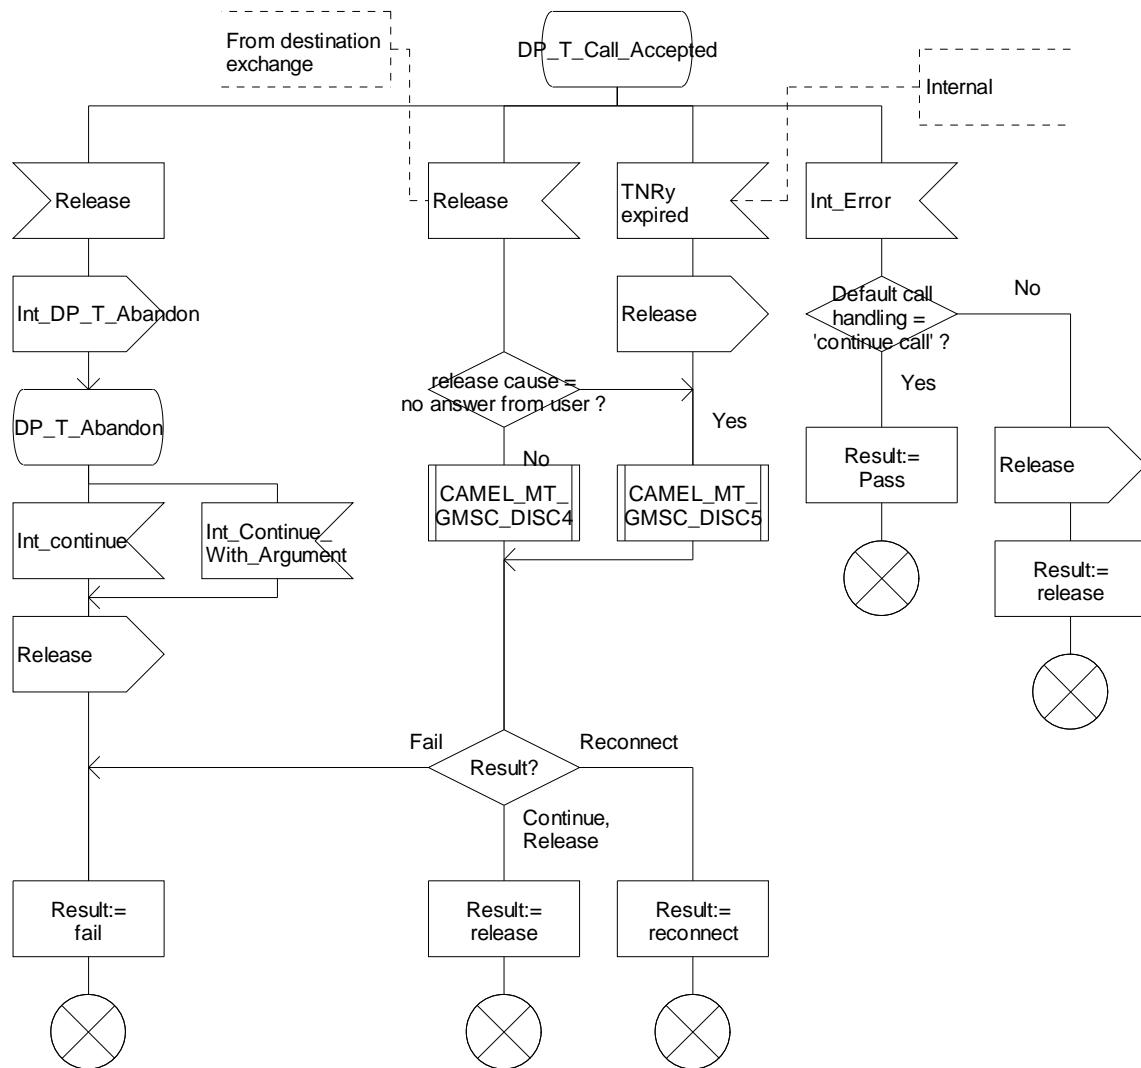 From destination
exchange
DP_T_Call_Accepted
Internal
Release
Release
TNRy
expired
Int_Error
Int_DP_T_Abandon
Release
Default call
handling =
'continue call' ?
No
release cause =
no answer from user ?
Yes
Yes
DP_T_Abandon
No
Result:=
Pass
Release
CAMEL_MT_
GMSC_DISC4
CAMEL_MT_
GMSC_DISC5
Int_continue
Int_Continue_
With_Argument
Result:=
release
Release
Fail
Reconnect
Result?
Continue,
Release
Result:=
fail
Result:=
release
Result:=
reconnect